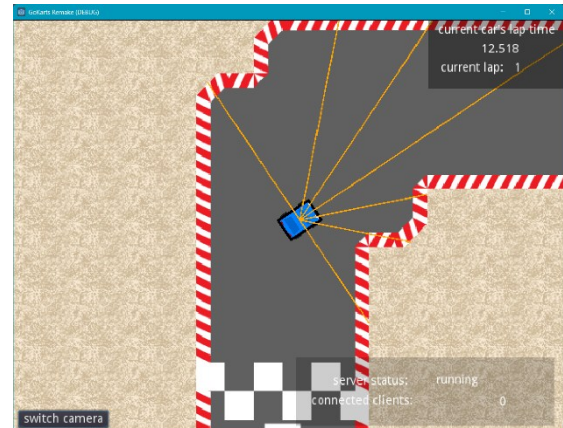 GoKarts Remake (DEBUG)
current car's lap time
12.518
current lap: 1
server status: running
connected clients: 0
switch camera